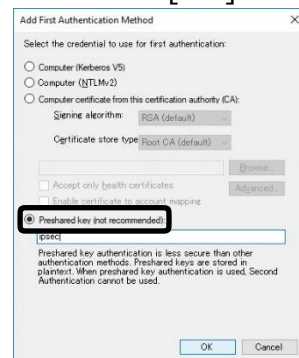 Add First Authentication Method
Select the credential to use for first authentication:
Computer (Kerberos V5)
Computer (NTLMv2)
Computer certificate from this certification authority (CA):
Signing algorithm: RSA (default)
Certificate store type Root CA (default)
Browse...
Accept only health certificates
Advanced...
Enable certificate to account mapping
Preshared key (not recommended):
ipsec
Preshared key authentication is less secure than other
authentication methods. Preshared keys are stored in
plaintext. When preshared key authentication is used, Second
Authentication cannot be used.
OK Cancel